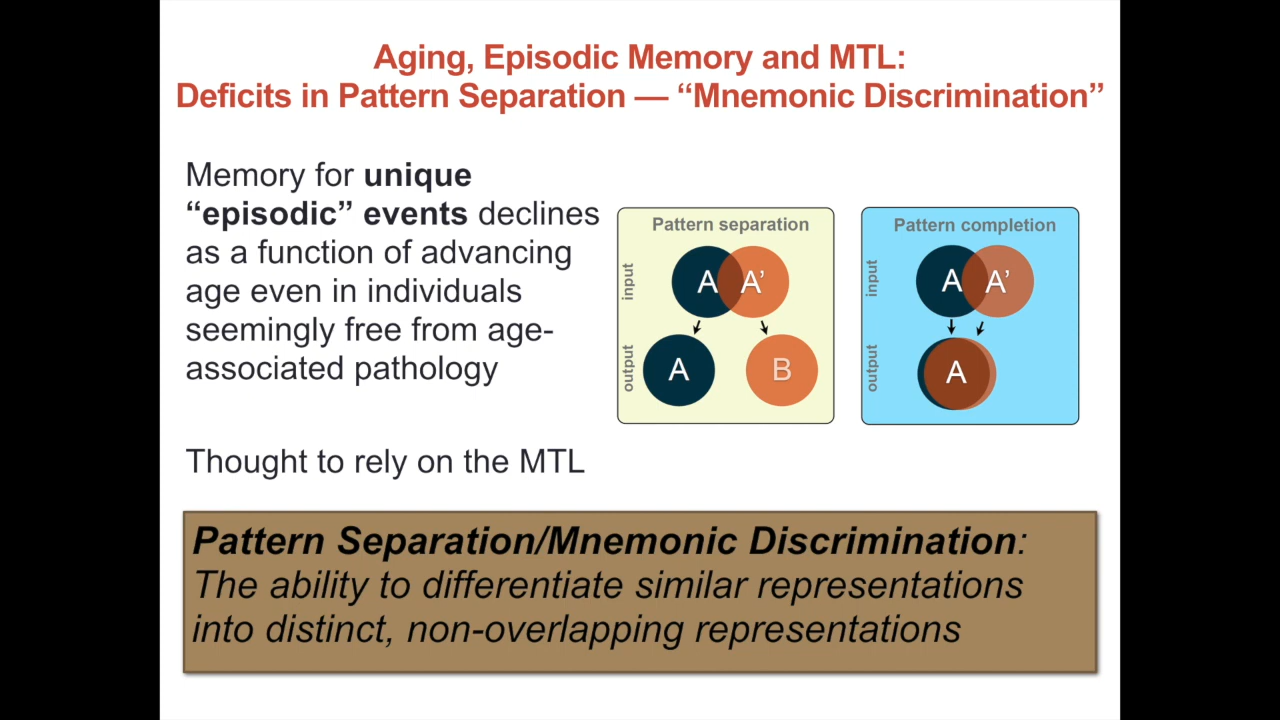 Aging, Episodic Memory and MTL:
Deficits in Pattern Separation — “Mnemonic Discrimination”
Memory for unique
“episodic” events declines
as a function of advancing
age even in individuals
seemingly free from age-
associated pathology
Thought to rely on the MTL
Pattern separation
input
A A’
output
A B
Pattern completion
input
A A’
output
A
Pattern Separation/Mnemonic Discrimination:
The ability to differentiate similar representations
into distinct, non-overlapping representations